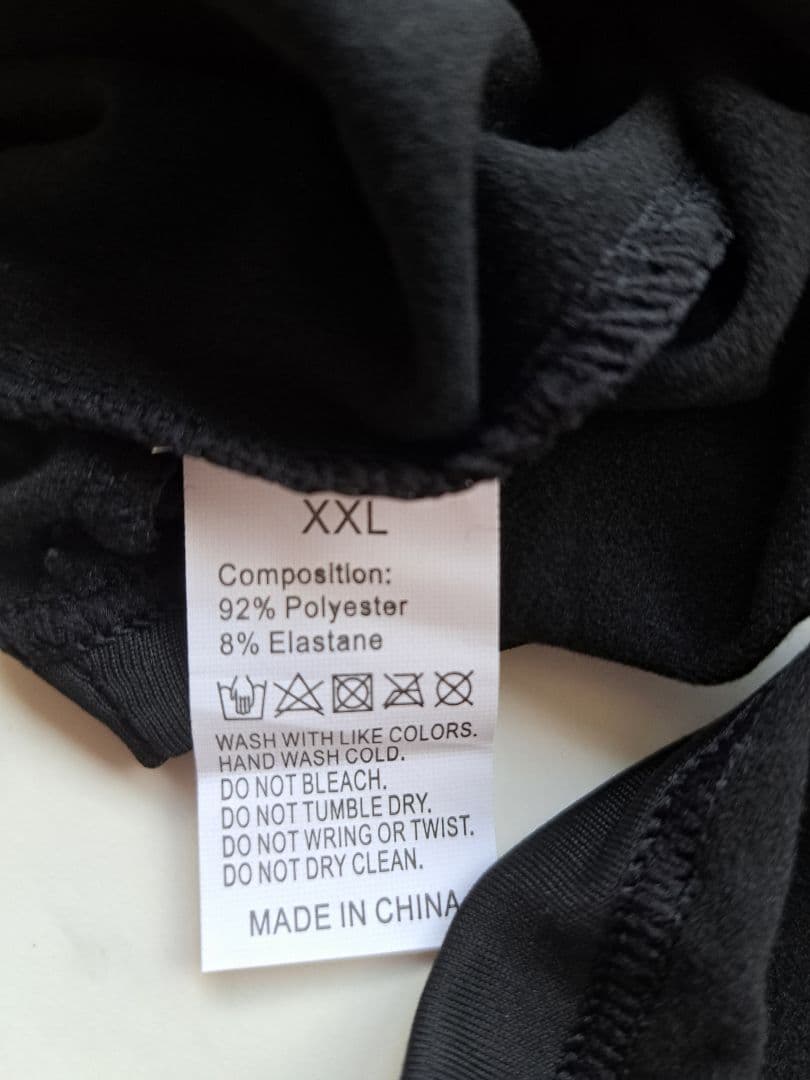 XXL
Composition:
92% Polyester
8% Elastane
WASH WITH LIKE COLORS.
HAND WASH COLD.
DO NOT BLEACH.
DO NOT TUMBLE DRY.
DO NOT WRING OR TWIST.
DO NOT DRY CLEAN.
MADE IN CHINA